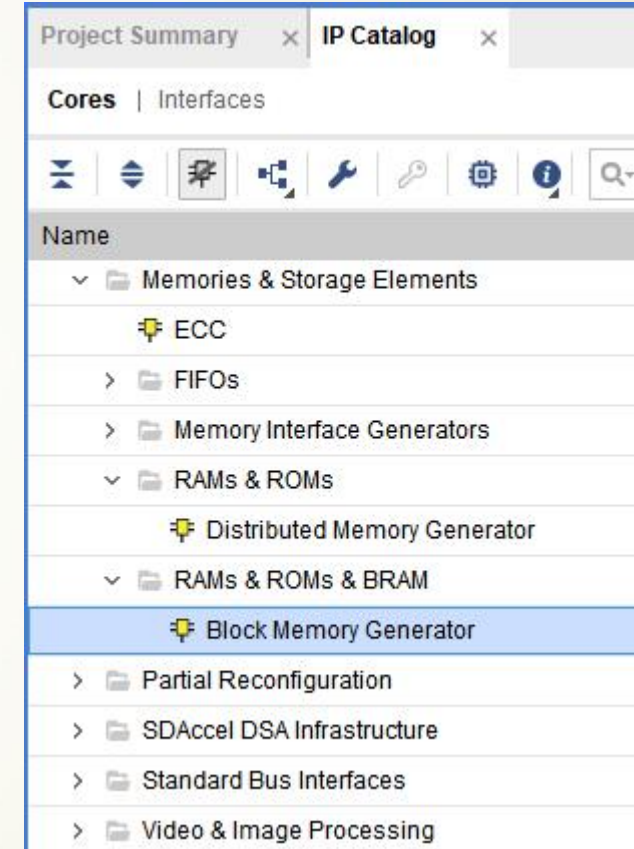 Project Summary × IP Catalog ×
Cores | Interfaces
Name
Memories & Storage Elements
ECC
FIFOs
Memory Interface Generators
RAMs & ROMs
Distributed Memory Generator
RAMs & ROMs & BRAM
Block Memory Generator
Partial Reconfiguration
SDAccel DSA Infrastructure
Standard Bus Interfaces
Video & Image Processing